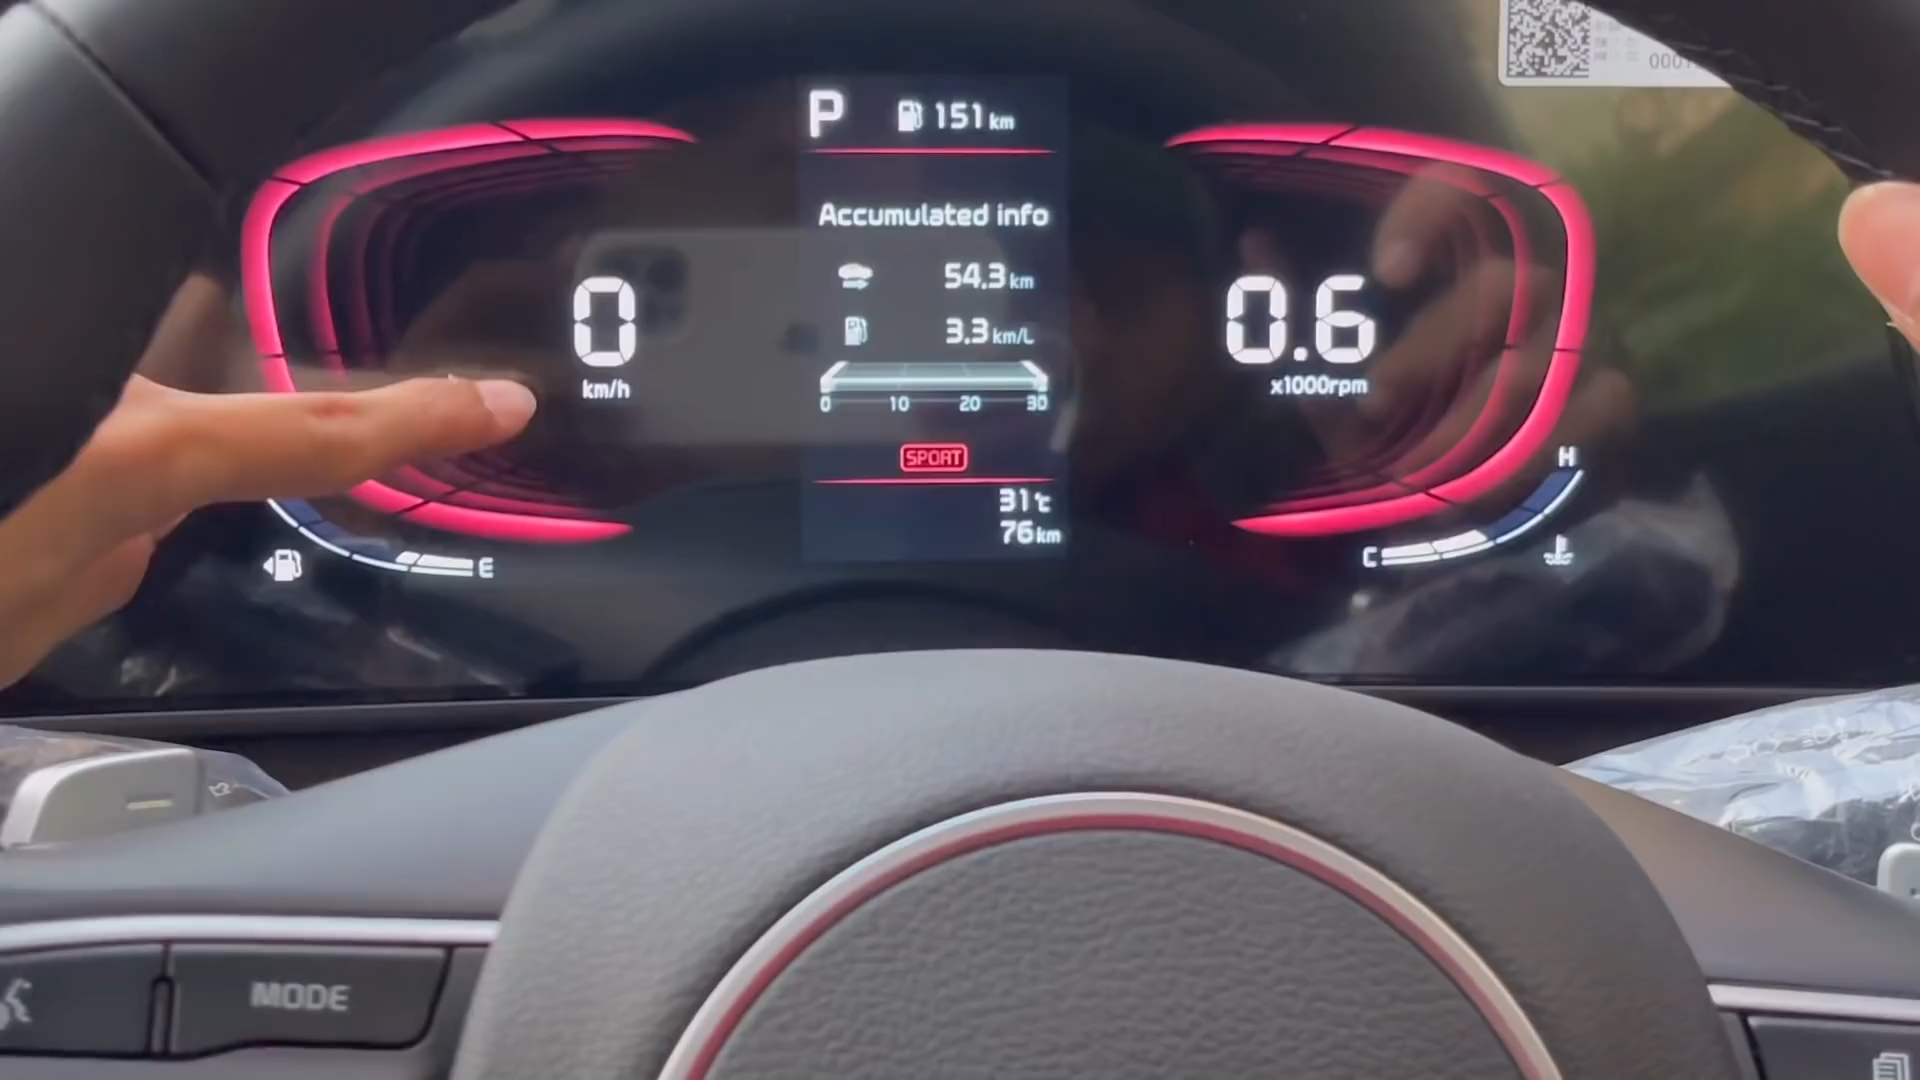 0001
P
151 km
Accumulated info
54.3 km
3.3 km/L
0 10 20 30
SPORT
31℃
76 km
0
km/h
0.6
x1000rpm
E
H
C
MODE